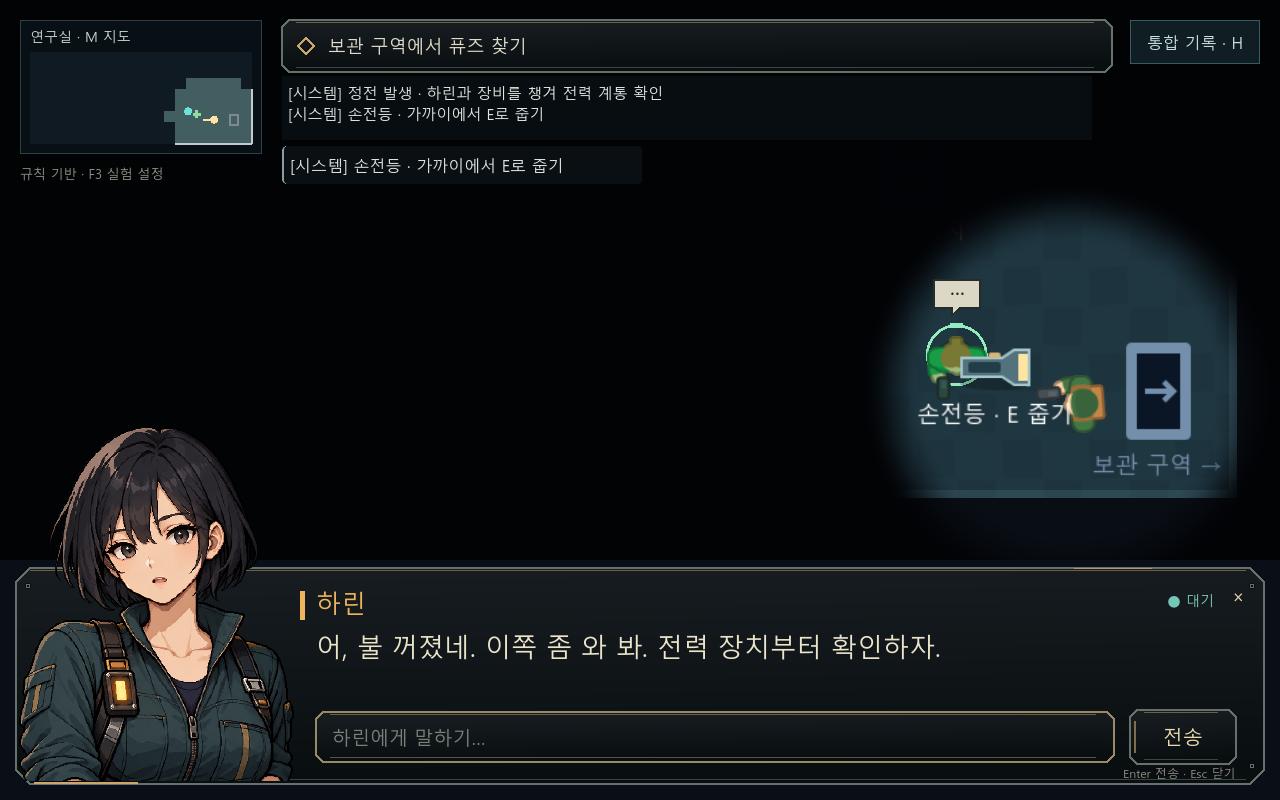 연구실 · M 지도
보관 구역에서 퓨즈 찾기
통합 기록 · H
[시스템] 정전 발생 · 하린과 장비를 챙겨 전력 계통 확인
[시스템] 손전등 · 가까이에서 E로 줍기
[시스템] 손전등 · 가까이에서 E로 줍기
규칙 기반 · F3 실험 설정
...
손전등 · E 줍기
보관 구역 →
하린
대기 ×
어, 불 꺼졌네. 이쪽 좀 와 봐. 전력 장치부터 확인하자.
하린에게 말하기...
전송
Enter 전송 · Esc 닫기